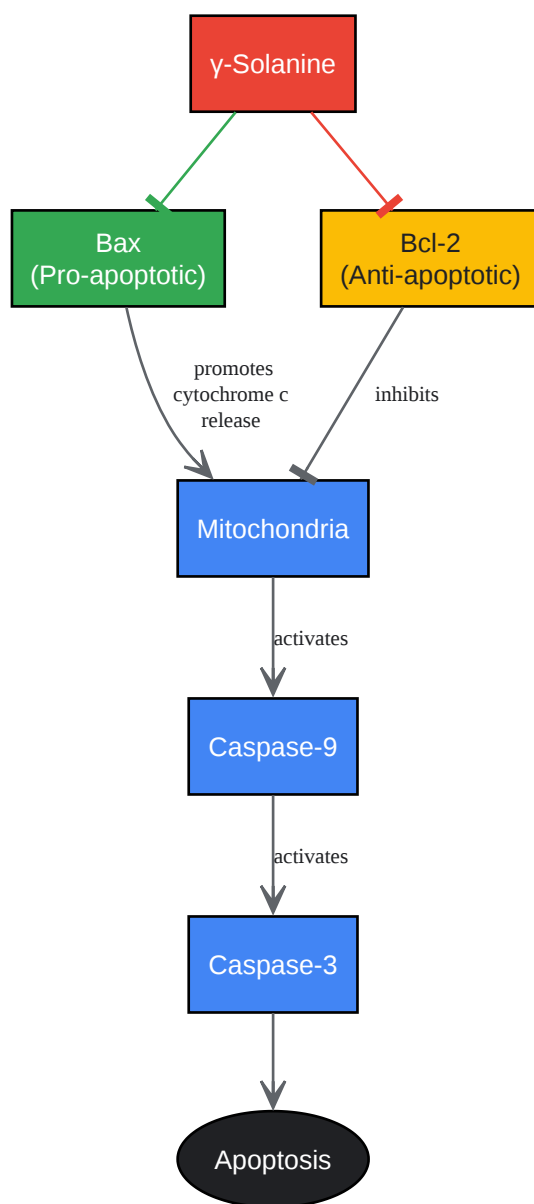 γ-Solanine
Bax
(Pro-apoptotic)
Bcl-2
(Anti-apoptotic)
promotes
cytochrome c
release
inhibits
Mitochondria
activates
Caspase-9
activates
Caspase-3
Apoptosis